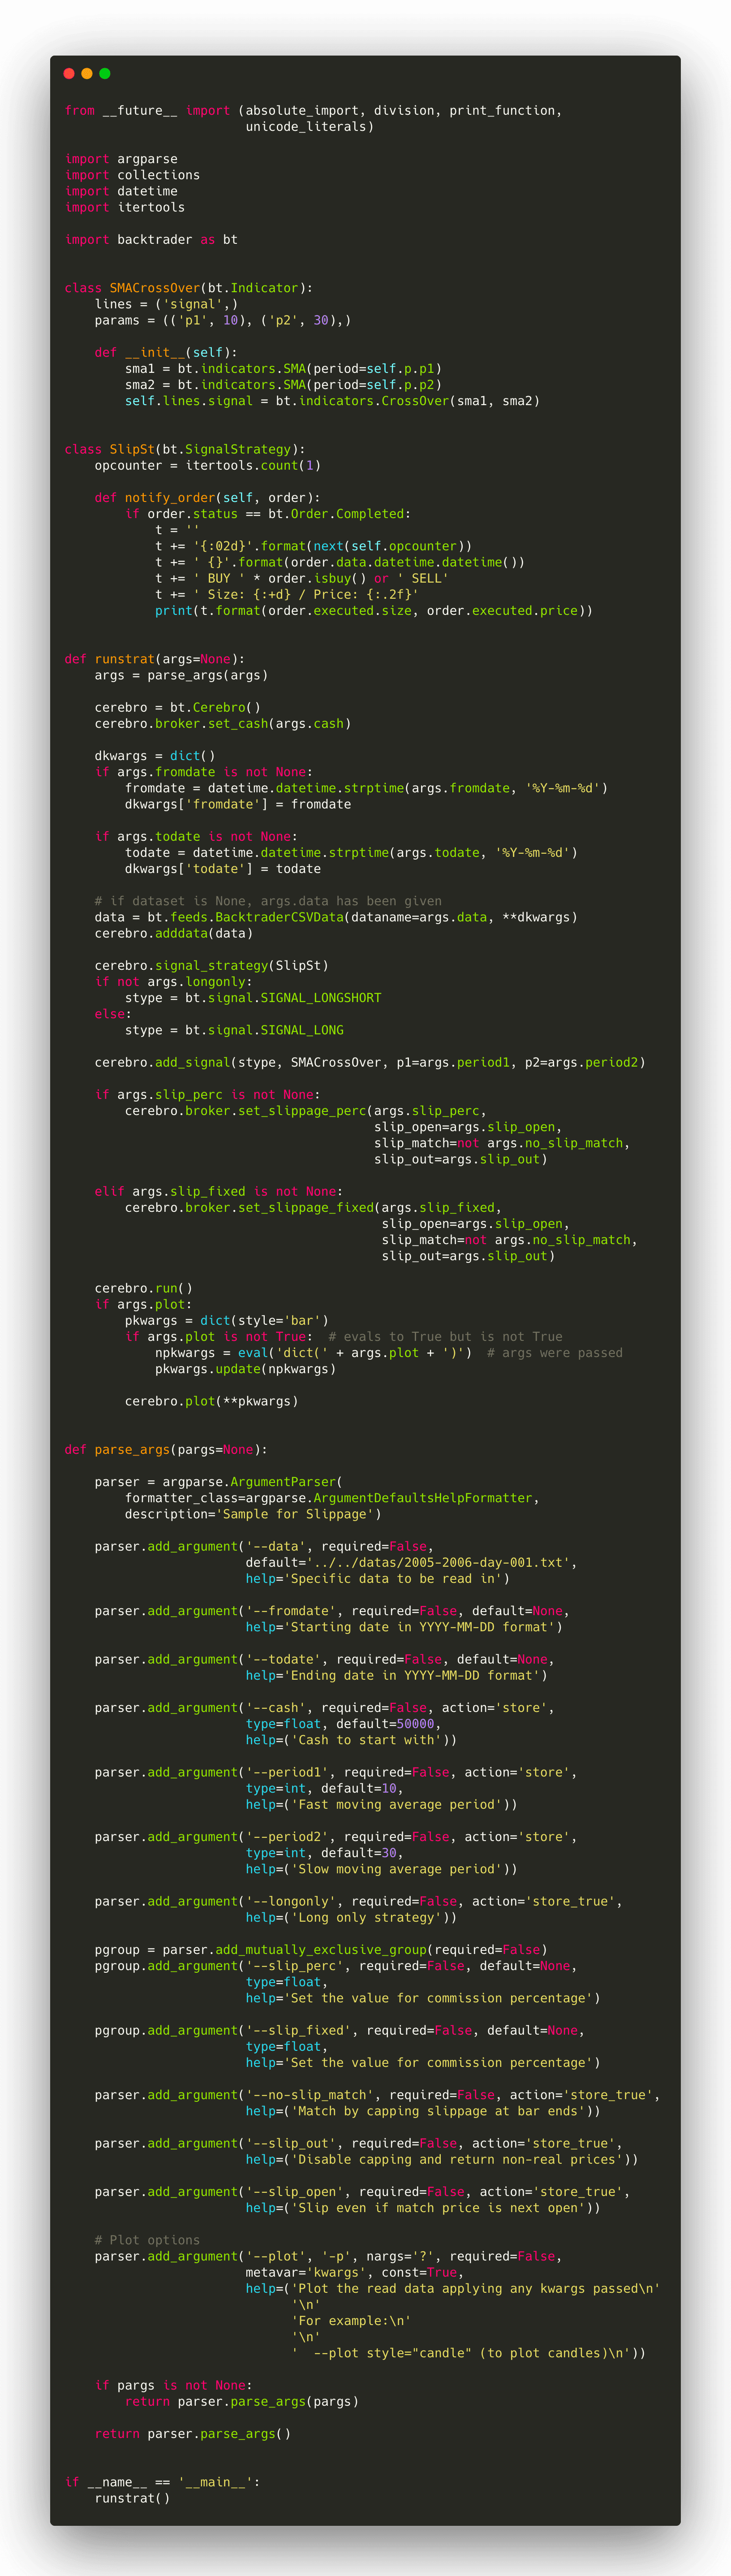 from __future__ import (absolute_import, division, print_function,
                        unicode_literals)

import argparse
import collections
import datetime
import itertools

import backtrader as bt


class SMACrossOver(bt.Indicator):
    lines = ('signal',)
    params = (('p1', 10), ('p2', 30),)

    def __init__(self):
        sma1 = bt.indicators.SMA(period=self.p.p1)
        sma2 = bt.indicators.SMA(period=self.p.p2)
        self.lines.signal = bt.indicators.CrossOver(sma1, sma2)


class SlipSt(bt.SignalStrategy):
    opcounter = itertools.count(1)

    def notify_order(self, order):
        if order.status == bt.Order.Completed:
            t = ''
            t += '{:02d}'.format(next(self.opcounter))
            t += ' {}'.format(order.data.datetime.datetime())
            t += ' BUY ' * order.isbuy() or ' SELL'
            t += ' Size: {:+d} / Price: {:.2f}'
            print(t.format(order.executed.size, order.executed.price))


def runstrat(args=None):
    args = parse_args(args)

    cerebro = bt.Cerebro()
    cerebro.broker.set_cash(args.cash)

    dkwargs = dict()
    if args.fromdate is not None:
        fromdate = datetime.datetime.strptime(args.fromdate, '%Y-%m-%d')
        dkwargs['fromdate'] = fromdate

    if args.todate is not None:
        todate = datetime.datetime.strptime(args.todate, '%Y-%m-%d')
        dkwargs['todate'] = todate

    # if dataset is None, args.data has been given
    data = bt.feeds.BacktraderCSVData(dataname=args.data, **dkwargs)
    cerebro.adddata(data)

    cerebro.signal_strategy(SlipSt)
    if not args.longonly:
        stype = bt.signal.SIGNAL_LONGSHORT
    else:
        stype = bt.signal.SIGNAL_LONG

    cerebro.add_signal(stype, SMACrossOver, p1=args.period1, p2=args.period2)

    if args.slip_perc is not None:
        cerebro.broker.set_slippage_perc(args.slip_perc,
                                         slip_open=args.slip_open,
                                         slip_match=not args.no_slip_match,
                                         slip_out=args.slip_out)

    elif args.slip_fixed is not None:
        cerebro.broker.set_slippage_fixed(args.slip_fixed,
                                          slip_open=args.slip_open,
                                          slip_match=not args.no_slip_match,
                                          slip_out=args.slip_out)

    cerebro.run()
    if args.plot:
        pkwargs = dict(style='bar')
        if args.plot is not True:  # evals to True but is not True
            npkwargs = eval('dict(' + args.plot + ')')  # args were passed
            pkwargs.update(npkwargs)

        cerebro.plot(**pkwargs)


def parse_args(pargs=None):

    parser = argparse.ArgumentParser(
        formatter_class=argparse.ArgumentDefaultsHelpFormatter,
        description='Sample for Slippage')

    parser.add_argument('--data', required=False,
                        default='../../datas/2005-2006-day-001.txt',
                        help='Specific data to be read in')

    parser.add_argument('--fromdate', required=False, default=None,
                        help='Starting date in YYYY-MM-DD format')

    parser.add_argument('--todate', required=False, default=None,
                        help='Ending date in YYYY-MM-DD format')

    parser.add_argument('--cash', required=False, action='store',
                        type=float, default=50000,
                        help=('Cash to start with'))

    parser.add_argument('--period1', required=False, action='store',
                        type=int, default=10,
                        help=('Fast moving average period'))

    parser.add_argument('--period2', required=False, action='store',
                        type=int, default=30,
                        help=('Slow moving average period'))

    parser.add_argument('--longonly', required=False, action='store_true',
                        help=('Long only strategy'))

    pgroup = parser.add_mutually_exclusive_group(required=False)
    pgroup.add_argument('--slip_perc', required=False, default=None,
                        type=float,
                        help='Set the value for commission percentage')

    pgroup.add_argument('--slip_fixed', required=False, default=None,
                        type=float,
                        help='Set the value for commission percentage')

    parser.add_argument('--no-slip_match', required=False, action='store_true',
                        help=('Match by capping slippage at bar ends'))

    parser.add_argument('--slip_out', required=False, action='store_true',
                        help=('Disable capping and return non-real prices'))

    parser.add_argument('--slip_open', required=False, action='store_true',
                        help=('Slip even if match price is next open'))

    # Plot options
    parser.add_argument('--plot', '-p', nargs='?', required=False,
                        metavar='kwargs', const=True,
                        help=('Plot the read data applying any kwargs passed\n'
                              '\n'
                              'For example:\n'
                              '\n'
                              '  --plot style="candle" (to plot candles)\n'))

    if pargs is not None:
        return parser.parse_args(pargs)

    return parser.parse_args()


if __name__ == '__main__':
    runstrat()